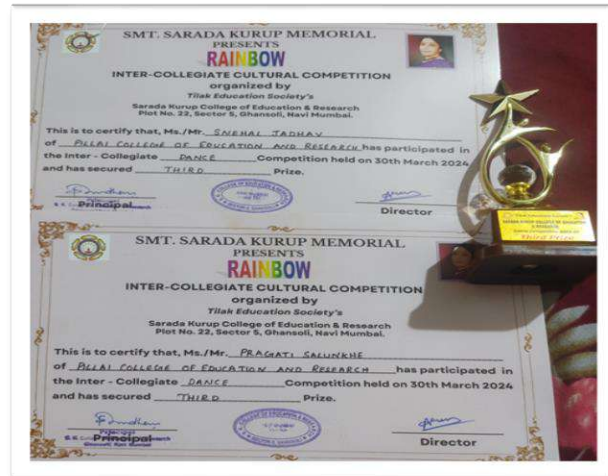 SMT. SARADA KURUP MEMORIAL
PRESENTS
RAINBOW
INTER-COLLEGIATE CULTURAL COMPETITION
organized by
Tilak Education Society's
Sarada Kurup College of Education & Research
Plot No. 22, Sector 5, Ghansoli, Navi Mumbai.
This is to certify that, Ms./Mr. SNEHAL JADHAV
of PILLAI COLLEGE OF EDUCATION AND RESEARCH has participated in
the Inter - Collegiate DANCE Competition held on 30th March 2024
and has secured THIRD Prize.
Principal
Director
Third Prize
SMT. SARADA KURUP MEMORIAL
PRESENTS
RAINBOW
INTER-COLLEGIATE CULTURAL COMPETITION
organized by
Tilak Education Society's
Sarada Kurup College of Education & Research
Plot No. 22, Sector 5, Ghansoli, Navi Mumbai.
This is to certify that, Ms./Mr. PRAGATI SALUNKHE
of PILLAI COLLEGE OF EDUCATION AND RESEARCH has participated in
the Inter - Collegiate DANCE Competition held on 30th March 2024
and has secured THIRD Prize.
Principal
Director